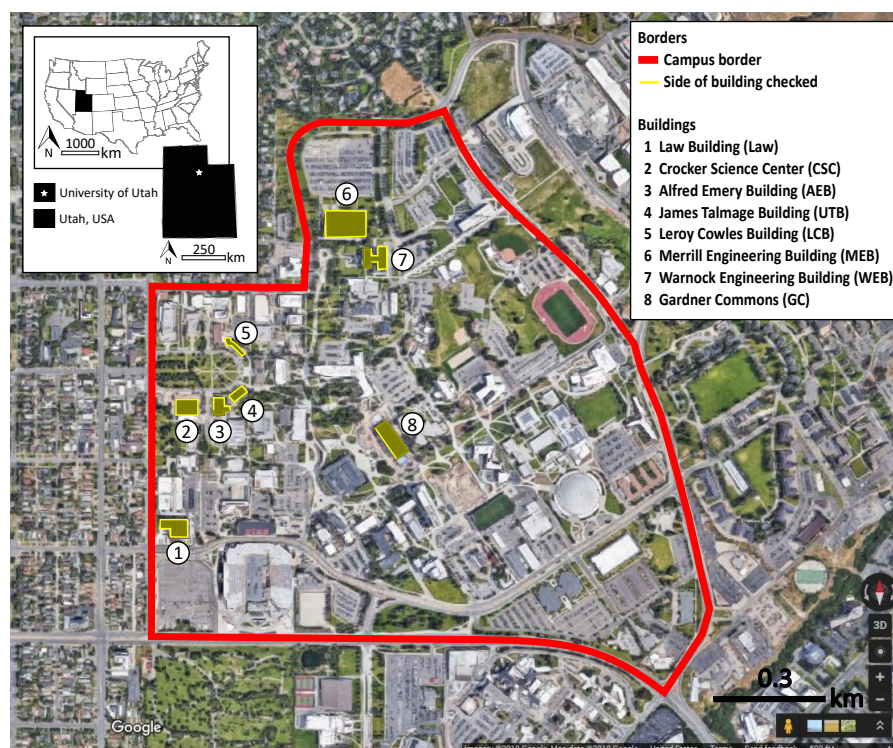 N
1000
km
University of Utah
Utah, USA
N
250
km
Borders
Campus border
Side of building checked
Buildings
1 Law Building (Law)
2 Crocker Science Center (CSC)
3 Alfred Emery Building (AEB)
4 James Talmage Building (UTB)
5 Leroy Cowles Building (LCB)
6 Merrill Engineering Building (MEB)
7 Warnock Engineering Building (WEB)
8 Gardner Commons (GC)
6
7
5
4
2
3
8
1
3D
0.3
km
Google